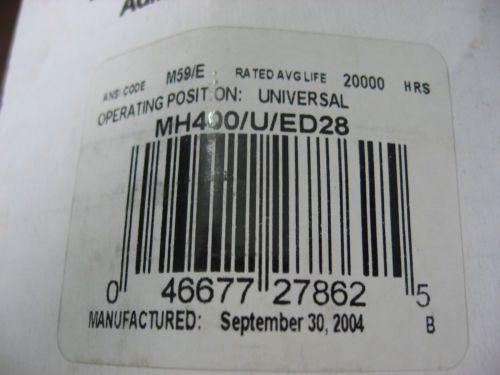 ANSI CODE M59/E RATED AVG LIFE 20000 HRS
OPERATING POSITION: UNIVERSAL
MH400/U/ED28
0 46677 27862 5
MANUFACTURED: September 30, 2004 B